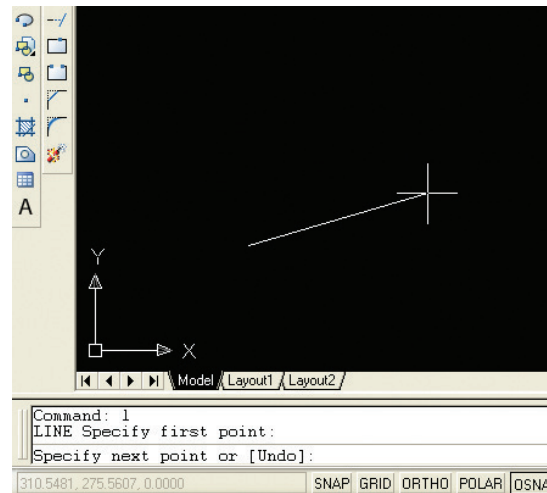 A
Y
X
Model Layout1 Layout2
Command: l
LINE Specify first point:
Specify next point or [Undo]:
310.5481, 275.5607, 0.0000 SNAP GRID ORTHO POLAR OSNA